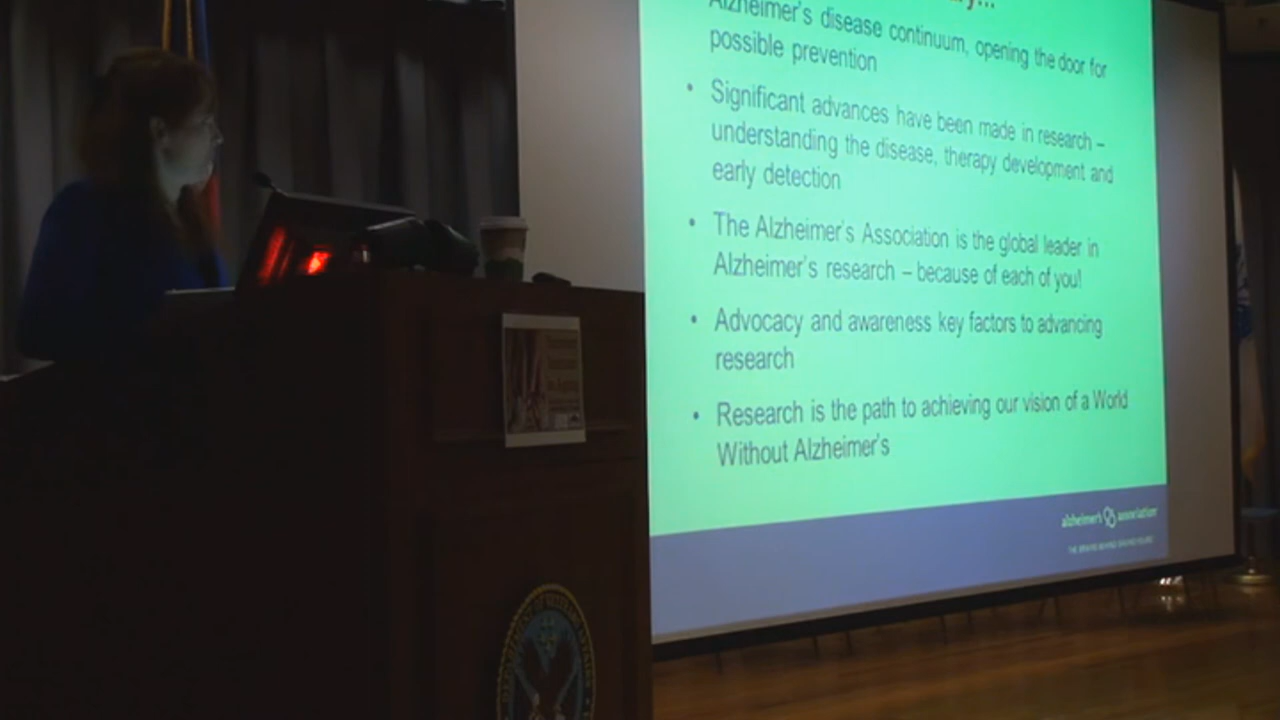 Alzheimer's disease continuum, opening the door for
possible prevention
• Significant advances have been made in research –
understanding the disease, therapy development and
early detection
• The Alzheimer's Association is the global leader in
Alzheimer's research – because of each of you!
• Advocacy and awareness key factors to advancing
research
• Research is the path to achieving our vision of a World
Without Alzheimer's
alzheimer's association